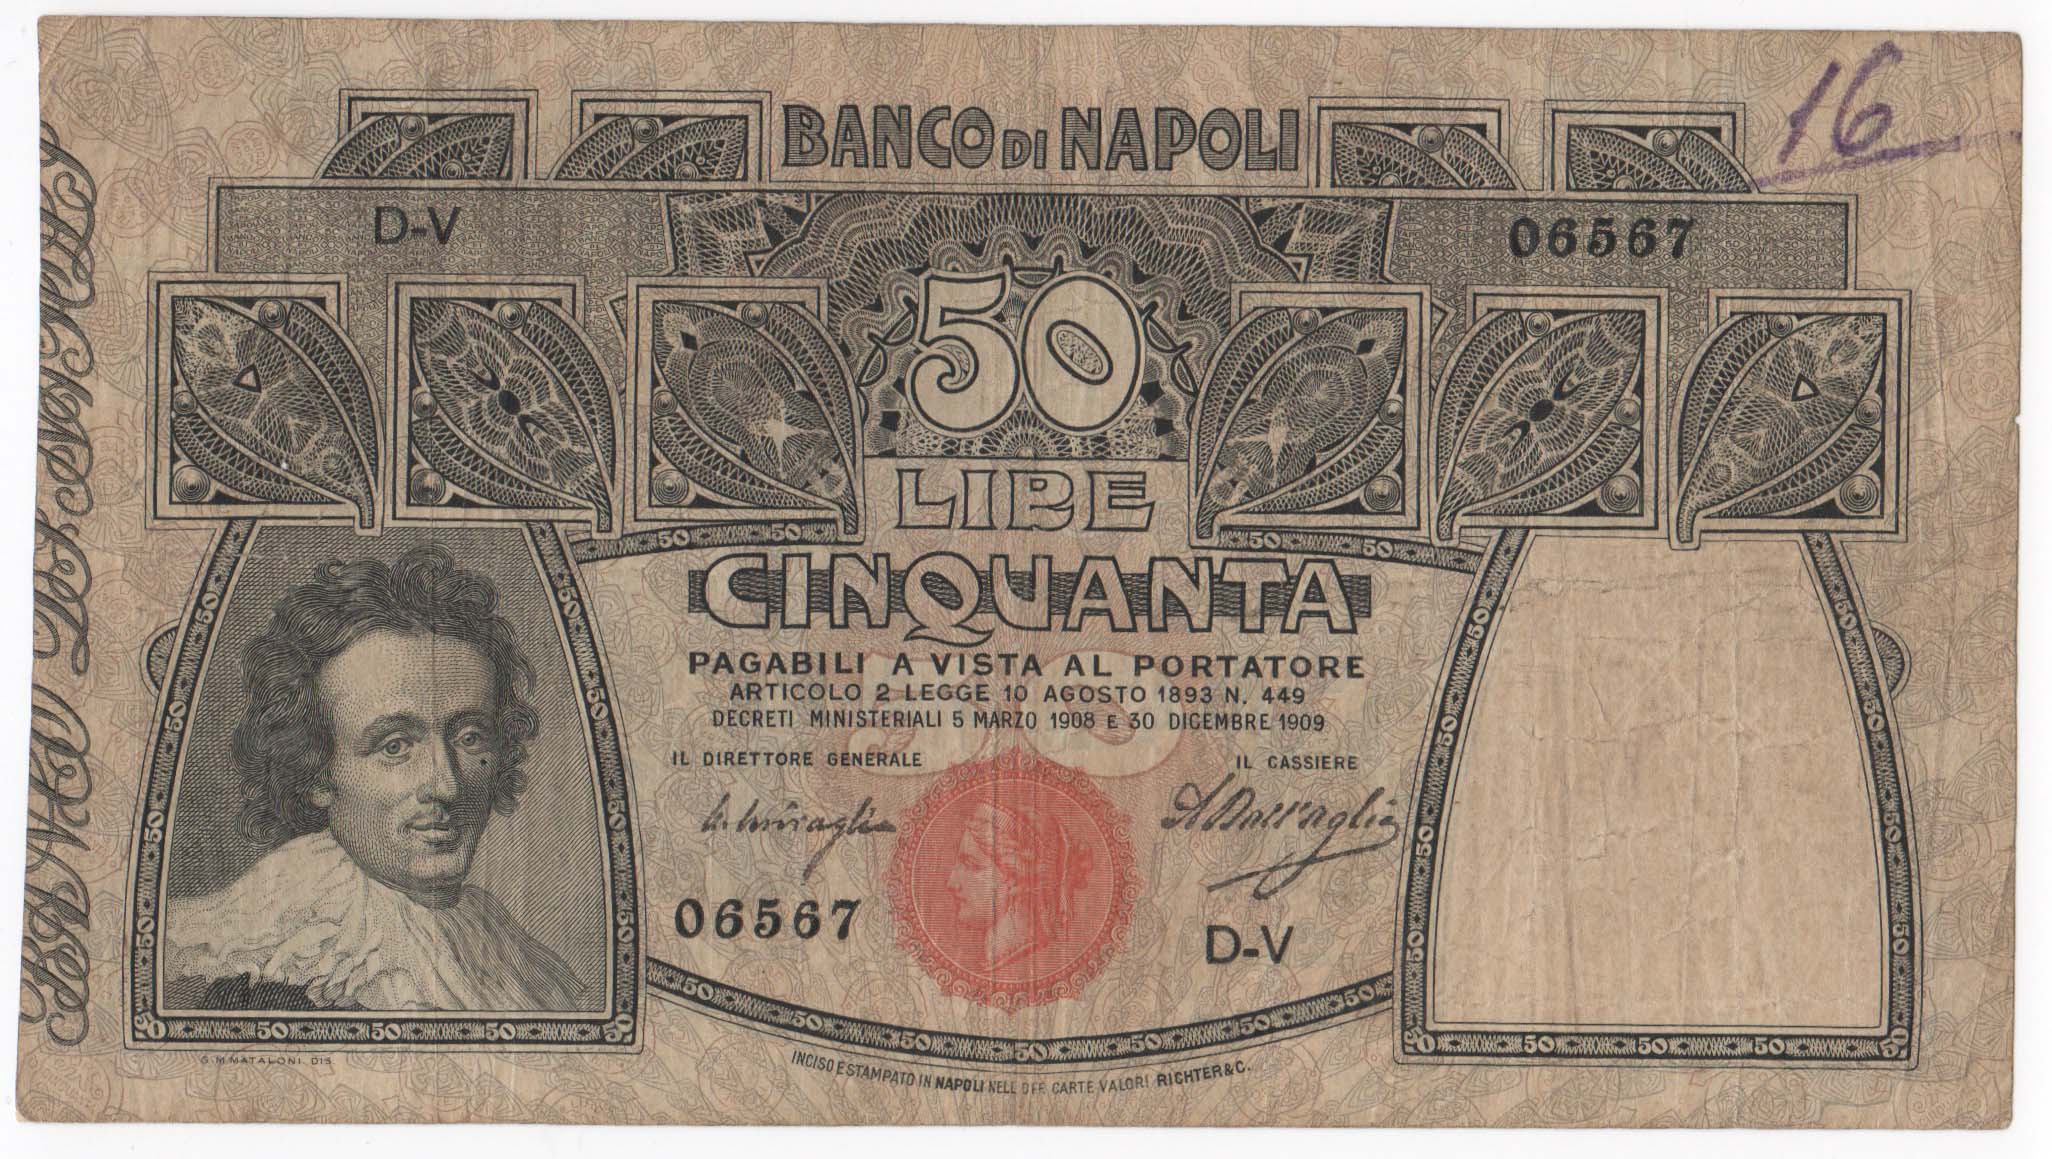 16
BANCO DI NAPOLI
D-V
06567
50
LIRE
CINQUANTA
PAGABILI A VISTA AL PORTATORE
ARTICOLO 2 LEGGE 10 AGOSTO 1893 N. 449
DECRETI MINISTERIALI 5 MARZO 1908 E 30 DICEMBRE 1909
IL DIRETTORE GENERALE
IL CASSIERE
06567
D-V
G. M. MATALONI. DIS.
INCISO E STAMPATO IN NAPOLI NELL OFF. CARTE VALORI RICHTER & C.